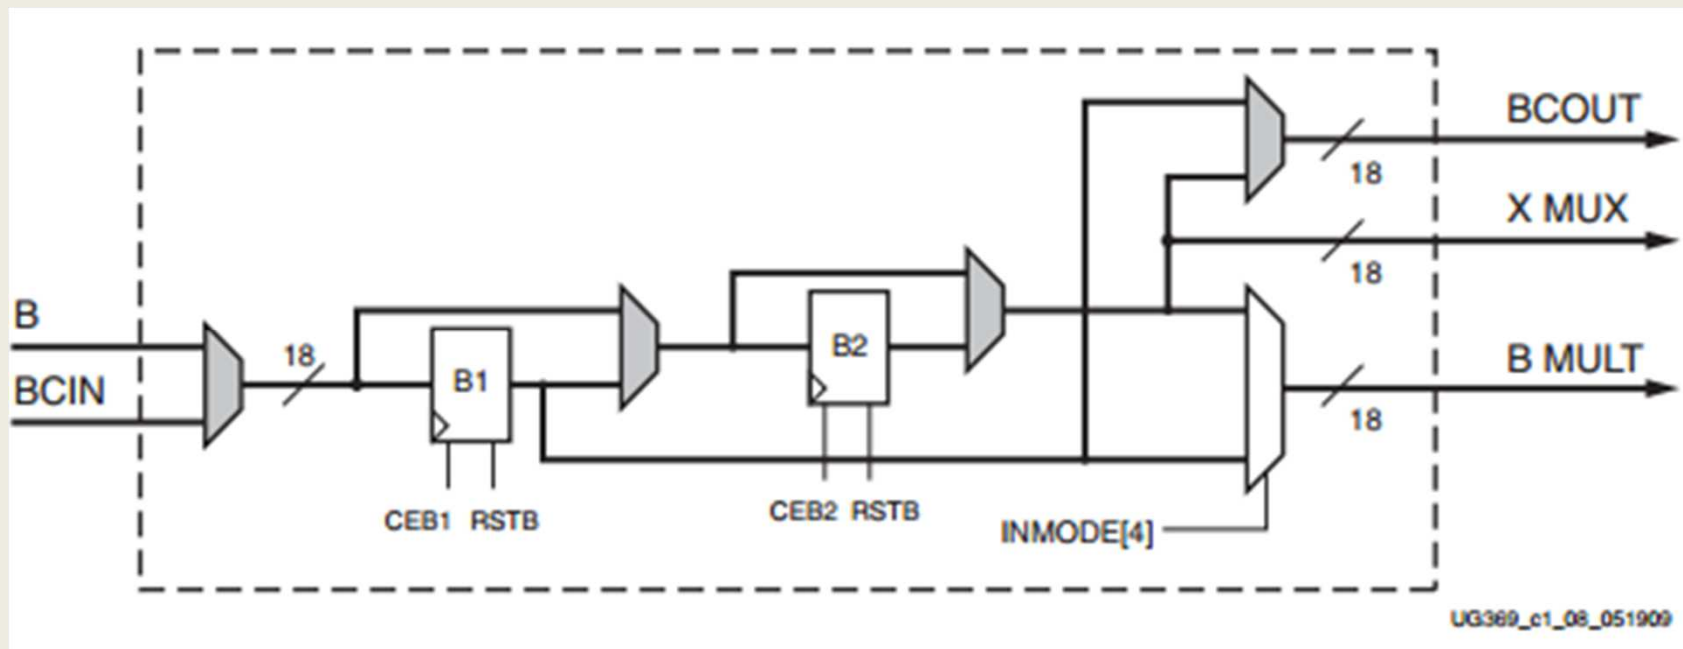 BCOUT
18
X MUX
18
B
18
B1
B2
B MULT
BCIN
18
CEB1 RSTB
CEB2 RSTB
INMODE[4]
UG369_c1_08_051909